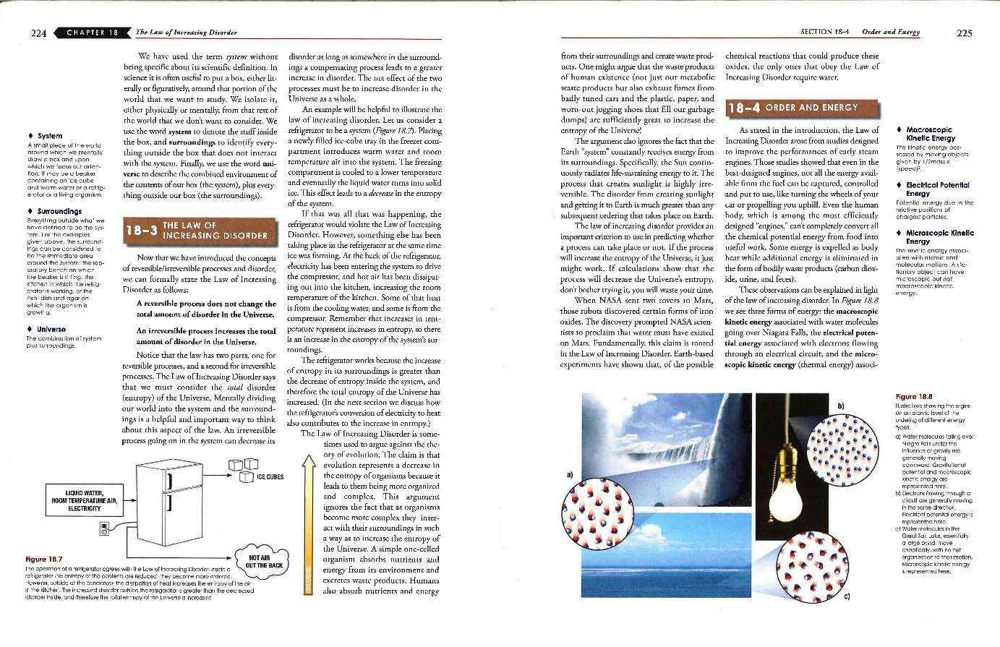 224 CHAPTER 18 The Law of Increasing Disorder
We have used the term system without
being specific about its scientific definition. In
science it is often useful to put a box, either lit-
erally or figuratively, around that portion of the
world that we want to study. We isolate it,
either physically or mentally, from that rest of
the world that we don't want to consider. We
use the word system to denote the stuff inside
the box, and surroundings to identify every-
thing outside the box that does not interact
with the system. Finally, we use the word uni-
verse to describe the combined environment of
the contents of our box (the system), plus every-
thing outside our box (the surroundings).
♦ System
A small piece of the world
around which we mentally
draw a box and upon
which we focus our atten-
tion. It may be a beaker
containing an ice cube
and warm water or a refrig-
erator or a living organism.
♦ Surroundings
Everything outside what we
have defined to be the sys-
tem. For the examples
given above, the surround-
ings can be considered to
be the immediate area
around the system: the lab-
oratory bench on which
the beaker is sitting, the
kitchen in which the refrig-
erator is working, or the
Petri dish and agar on
which the organism is
growing.
♦ Universe
The combination of system
plus surroundings.
18–3 THE LAW OF
INCREASING DISORDER
Now that we have introduced the concepts
of reversible/irreversible processes and disorder,
we can formally state the Law of Increasing
Disorder as follows:
A reversible process does not change the
total amount of disorder in the Universe.
An irreversible process increases the total
amount of disorder in the Universe.
Notice that the law has two parts, one for
reversible processes, and a second for irreversible
processes. The Law of Increasing Disorder says
that we must consider the total disorder
(entropy) of the Universe. Mentally dividing
our world into the system and the surround-
ings is a helpful and important way to think
about this aspect of the law. An irreversible
process going on in the system can decrease its
disorder as long as somewhere in the surround-
ings a compensating process leads to a greater
increase in disorder. The net effect of the two
processes must be to increase disorder in the
Universe as a whole.
An example will be helpful to illustrate the
law of increasing disorder. Let us consider a
refrigerator to be a system (Figure 18.7). Placing
a newly filled ice-cube tray in the freezer com-
partment introduces warm water and room
temperature air into the system. The freezing
compartment is cooled to a lower temperature
and eventually the liquid water turns into solid
ice. This effect leads to a decrease in the entropy
of the system.
If that was all that was happening, the
refrigerator would violate the Law of Increasing
Disorder. However, something else has been
taking place in the refrigerator at the same time
ice was forming. At the back of the refrigerator,
electricity has been entering the system to drive
the compressor, and hot air has been dissipat-
ing out into the kitchen, increasing the room
temperature of the kitchen. Some of that heat
is from the cooling water, and some is from the
compressor. Remember that increases in tem-
perature represent increases in entropy, so there
is an increase in the entropy of the system's sur-
roundings.
The refrigerator works because the increase
of entropy in its surroundings is greater than
the decrease of entropy inside the system, and
therefore the total entropy of the Universe has
increased. (In the next section we discuss how
the refrigerator's conversion of electricity to heat
also contributes to the increase in entropy.)
The Law of Increasing Disorder is some-
times used to argue against the the-
ory of evolution. The claim is that
evolution represents a decrease in
the entropy of organisms because it
leads to them being more organized
and complex. This argument
ignores the fact that as organisms
become more complex they inter-
act with their surroundings in such
a way as to increase the entropy of
the Universe. A simple one-celled
organism absorbs nutrients and
energy from its environment and
excretes waste products. Humans
also absorb nutrients and energy
LIQUID WATER,
ROOM TEMPERATURE AIR,
ELECTRICITY
ICE CUBES
HOT AIR
OUT THE BACK
Figure 18.7
The operation of a refrigerator agrees with the Law of Increasing Disorder. Inside a
refrigerator the entropy of the contents are reduced; they become more ordered.
However, outside at the condenser, the dissipation of heat increases the entropy of the air
in the kitchen. The increased disorder outside the refrigerator is greater than the decreased
disorder inside, and therefore the total entropy of the Universe is increased.
ORDERING
SECTION 18–4 Order and Energy 225
from their surroundings and create waste prod-
ucts. One might argue that the waste products
of human existence (not just our metabolic
waste products but also exhaust fumes from
badly tuned cars and the plastic, paper, and
worn-out jogging shoes that fill our garbage
dumps) are sufficiently great to increase the
entropy of the Universe!
The argument also ignores the fact that the
Earth "system" constantly receives energy from
its surroundings. Specifically, the Sun contin-
uously radiates life-sustaining energy to it. The
process that creates sunlight is highly irre-
versible. The disorder from creating sunlight
and getting it to Earth is much greater than any
subsequent ordering that takes place on Earth.
The law of increasing disorder provides an
important criterion to use in predicting whether
a process can take place or not. If the process
will increase the entropy of the Universe, it just
might work. If calculations show that the
process will decrease the Universe's entropy,
don't bother trying it, you will waste your time.
When NASA sent two rovers to Mars,
those robots discovered certain forms of iron
oxides. The discovery prompted NASA scien-
tists to proclaim that water must have existed
on Mars. Fundamentally, this claim is rooted
in the Law of Increasing Disorder. Earth-based
experiments have shown that, of the possible
chemical reactions that could produce these
oxides, the only ones that obey the Law of
Increasing Disorder require water.
18–4 ORDER AND ENERGY
As stated in the introduction, the Law of
Increasing Disorder arose from studies designed
to improve the performances of early steam
engines. Those studies showed that even in the
best-designed engines, not all the energy avail-
able from the fuel can be captured, controlled
and put to use, like turning the wheels of your
car or propelling you uphill. Even the human
body, which is among the most efficiently
designed "engines," can't completely convert all
the chemical potential energy from food into
useful work. Some energy is expelled as body
heat while additional energy is eliminated in
the form of bodily waste products (carbon diox-
ide, urine, and feces).
These observations can be explained in light
of the law of increasing disorder. In Figure 18.8
we see three forms of energy: the macroscopic
kinetic energy associated with water molecules
going over Niagara Falls, the electrical poten-
tial energy associated with electrons flowing
through an electrical circuit, and the micro-
scopic kinetic energy (thermal energy) associ-
♦ Macroscopic
Kinetic Energy
The kinetic energy pos-
sessed by moving objects
given by 1/2mass x
(speed)².
♦ Electrical Potential
Energy
Potential energy due to the
relative positions of
charged particles.
♦ Microscopic Kinetic
Energy
The kinetic energy associ-
ated with atomic and
molecular motions. A sta-
tionary object can have
microscopic but not
macroscopic kinetic
energy.
a)
b)
c)
Figure 18.8
Illustrations showing the orgins
on an atomic level of the
ordering of different energy
types.
a) Water molecules falling over
Niagra Falls under the
influence of gravity are
generally moving
downward. Gravitational
potential and macroscopic
kinetic energy are
represented here.
b) Electrons flowing through a
circuit are generally moving
in the same direction.
Electrical potential energy is
represented here.
c) Water molecules in the
Great Salt Lake, essentially
a large pond, move
chaotically, with no net
organization to their motion.
Microscopic kinetic energy
is represented here.